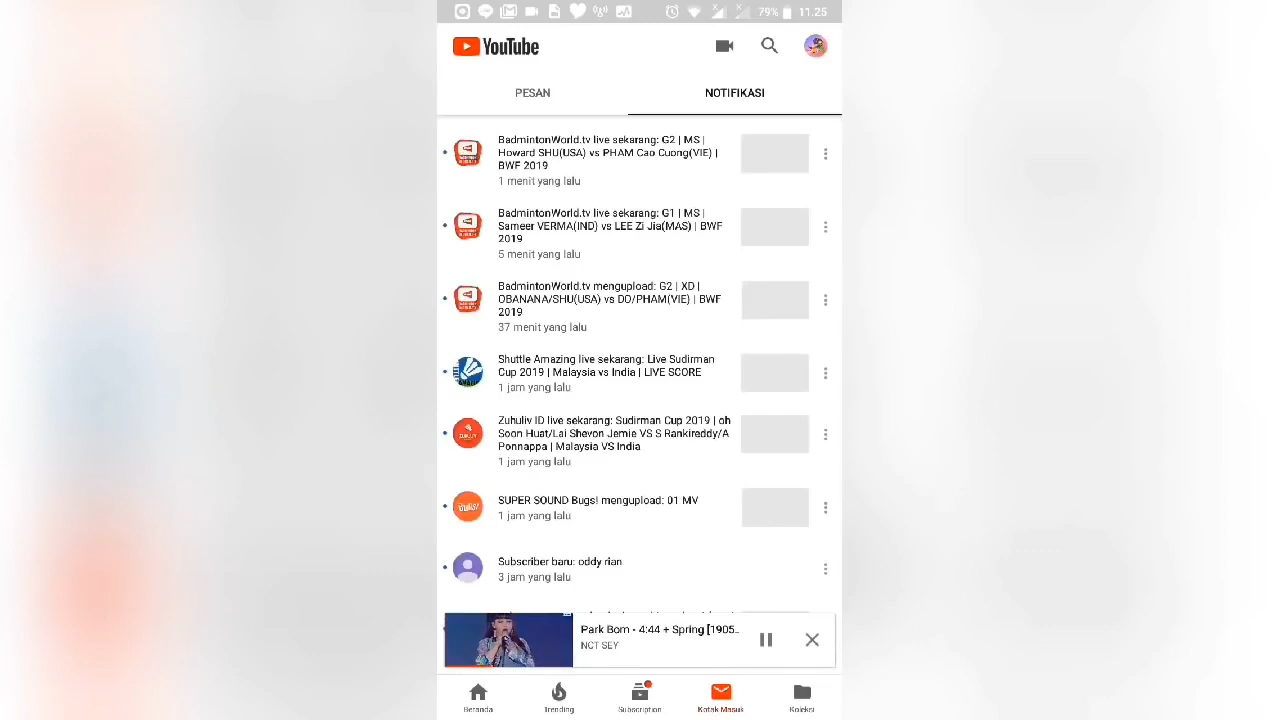 79% 11.25
YouTube
PESAN
NOTIFIKASI
BadmintonWorld.tv live sekarang: G2 | MS |
Howard SHU(USA) vs PHAM Cao Cuong(VIE) |
BWF 2019
1 menit yang lalu
BadmintonWorld.tv live sekarang: G1 | MS |
Sameer VERMA(IND) vs LEE Zi Jia(MAS) | BWF
2019
5 menit yang lalu
BadmintonWorld.tv mengupload: G2 | XD |
OBANANA/SHU(USA) vs DO/PHAM(VIE) | BWF
2019
37 menit yang lalu
Shuttle Amazing live sekarang: Live Sudirman
Cup 2019 | Malaysia vs India | LIVE SCORE
1 jam yang lalu
Zuhuliv ID live sekarang: Sudirman Cup 2019 | oh
Soon Huat/Lai Shevon Jemie VS S Rankireddy/A
Ponnappa | Malaysia VS India
1 jam yang lalu
SUPER SOUND Bugs! mengupload: 01 MV
1 jam yang lalu
Subscriber baru: oddy rian
3 jam yang lalu
Park Bom - 4:44 + Spring [1905..
NCT SEY
Beranda
Trending
Subscription
Kotak Masuk
Koleksi